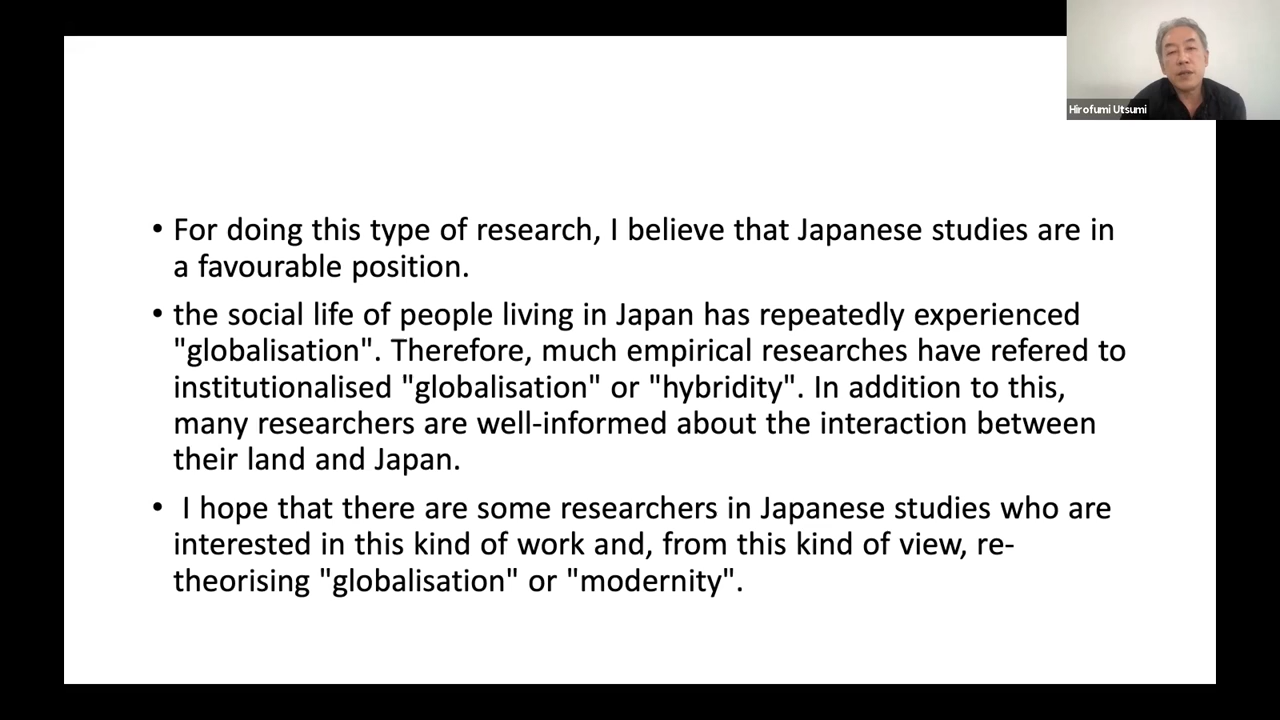 Hirofumi Utsumi
• For doing this type of research, I believe that Japanese studies are in
a favourable position.
• the social life of people living in Japan has repeatedly experienced
"globalisation". Therefore, much empirical researches have refered to
institutionalised "globalisation" or "hybridity". In addition to this,
many researchers are well-informed about the interaction between
their land and Japan.
• I hope that there are some researchers in Japanese studies who are
interested in this kind of work and, from this kind of view, re-
theorising "globalisation" or "modernity".